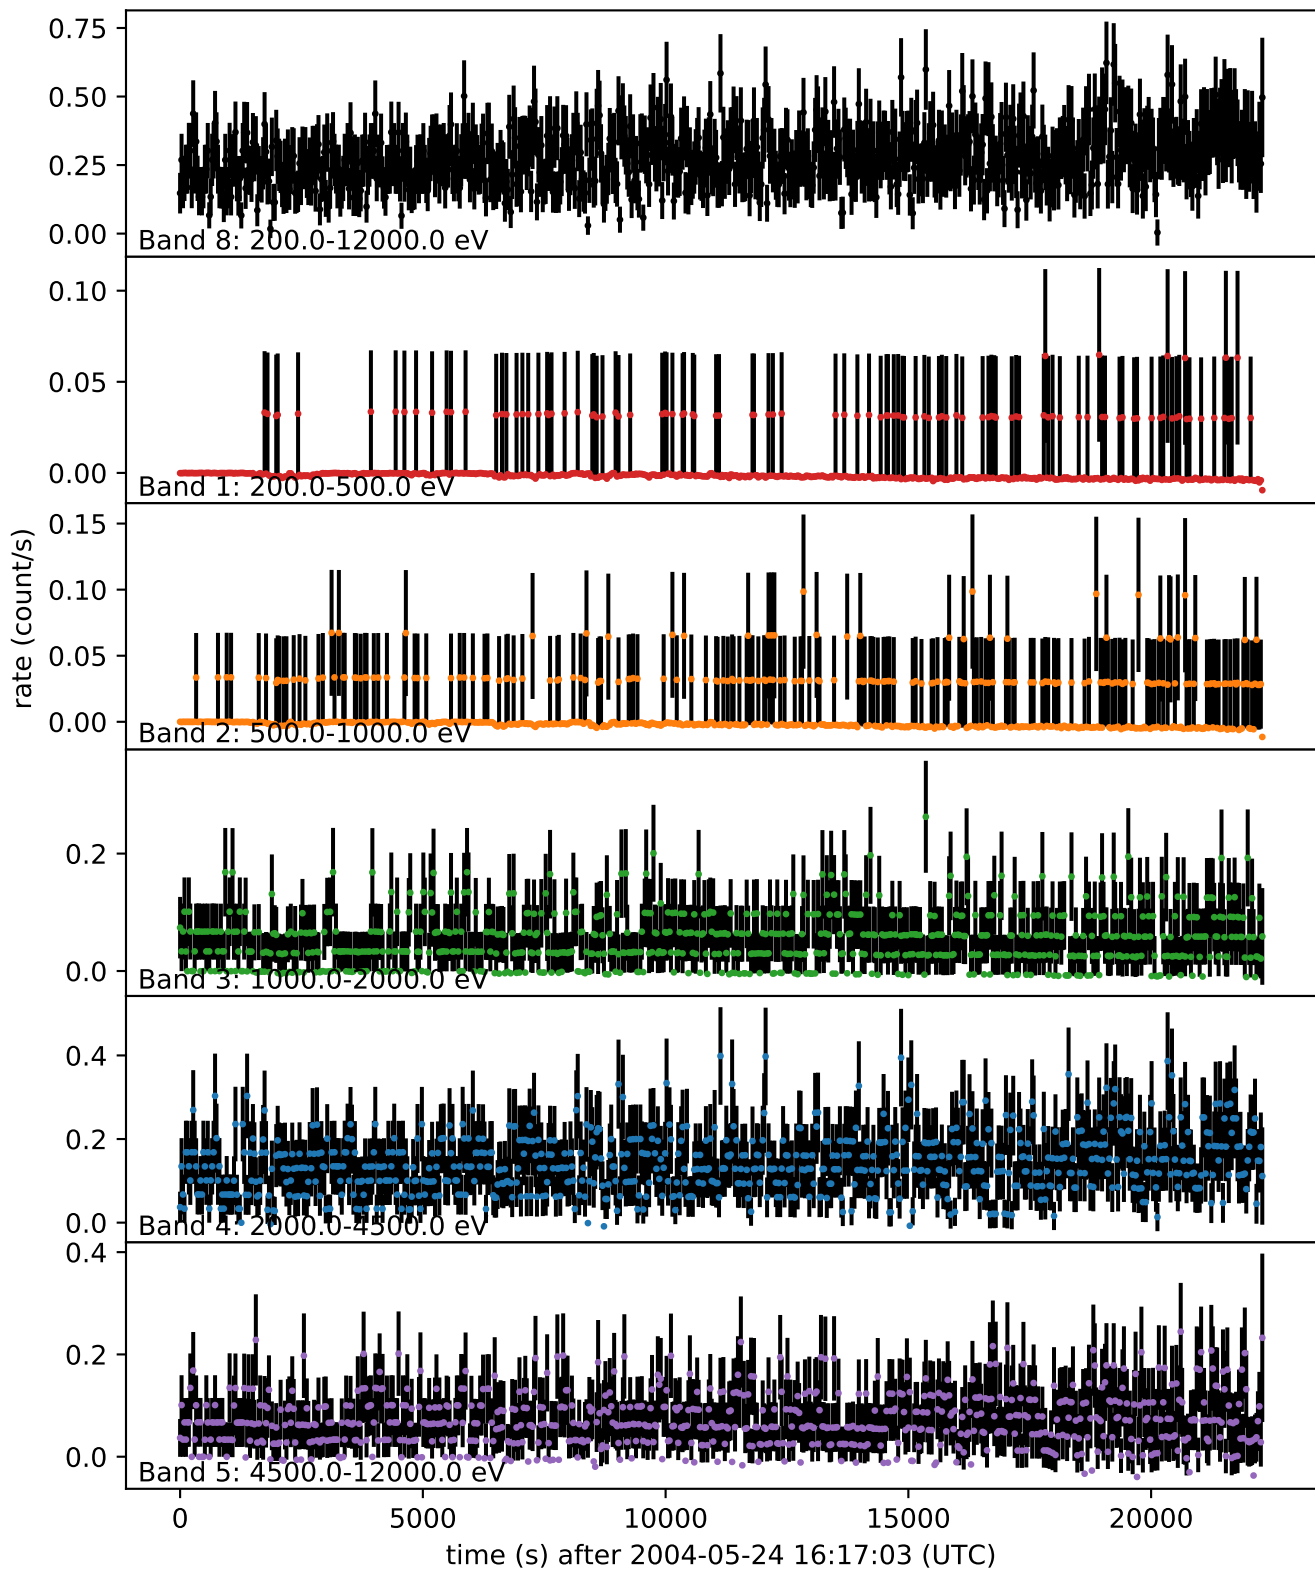 0.75
0.50
0.25
0.00
Band 8: 200.0-12000.0 eV
0.10
0.05
0.00
Band 1: 200.0-500.0 eV
0.15
0.10
0.05
0.00
Band 2: 500.0-1000.0 eV
rate (count/s)
0.2
0.0
Band 3: 1000.0-2000.0 eV
0.4
0.2
0.0
Band 4: 2000.0-4500.0 eV
0.4
0.2
0.0
Band 5: 4500.0-12000.0 eV
0 5000 10000 15000 20000
time (s) after 2004-05-24 16:17:03 (UTC)